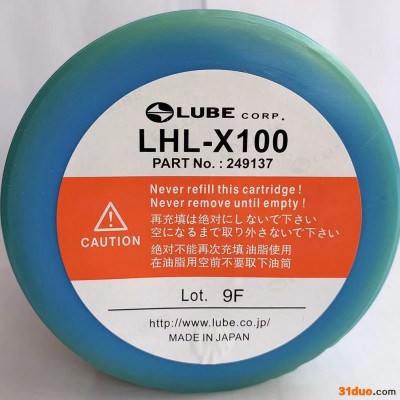 LUBE CORP.
LHL-X100
PART No. : 249137
Never refill this cartridge !
Never remove until empty !
再充填は絶対にしないで下さい
空になるまで取り外さないで下さい
CAUTION
绝对不能再次充填油脂使用
在油脂用空前不要取下油筒
Lot. 9F
http://www.lube.co.jp/
MADE IN JAPAN
31duo.com